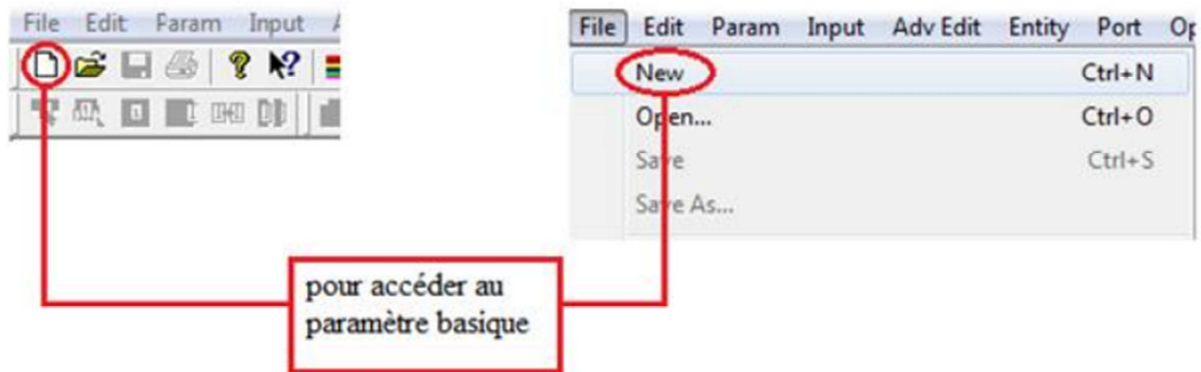 File Edit Param Input
File Edit Param Input Adv Edit Entity Port
New Ctrl+N
Open... Ctrl+O
Save Ctrl+S
Save As...
pour accéder au
paramètre basique